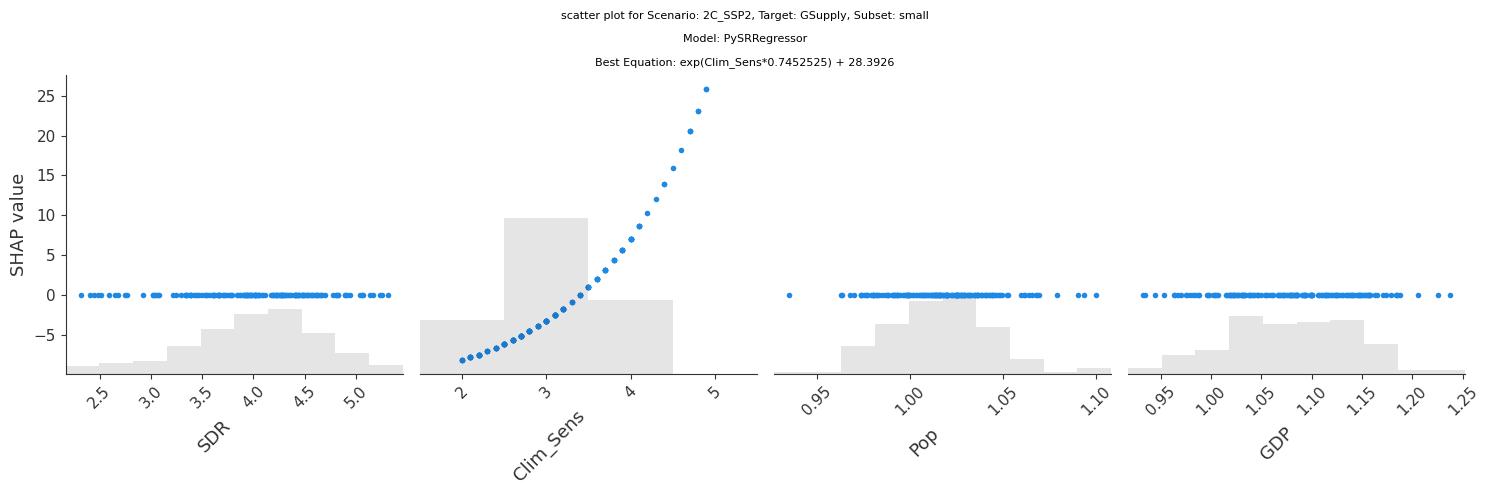 scatter plot for Scenario: 2C_SSP2, Target: GSupply, Subset: small
Model: PySRRegressor
Best Equation: exp(Clim_Sens*0.7452525) + 28.3926
SHAP value
25
20
15
10
5
0
−5
2.5 3.0 3.5 4.0 4.5 5.0
SDR
2 3 4 5
Clim_Sens
0.95 1.00 1.05 1.10
Pop
0.95 1.00 1.05 1.10 1.15 1.20 1.25
GDP